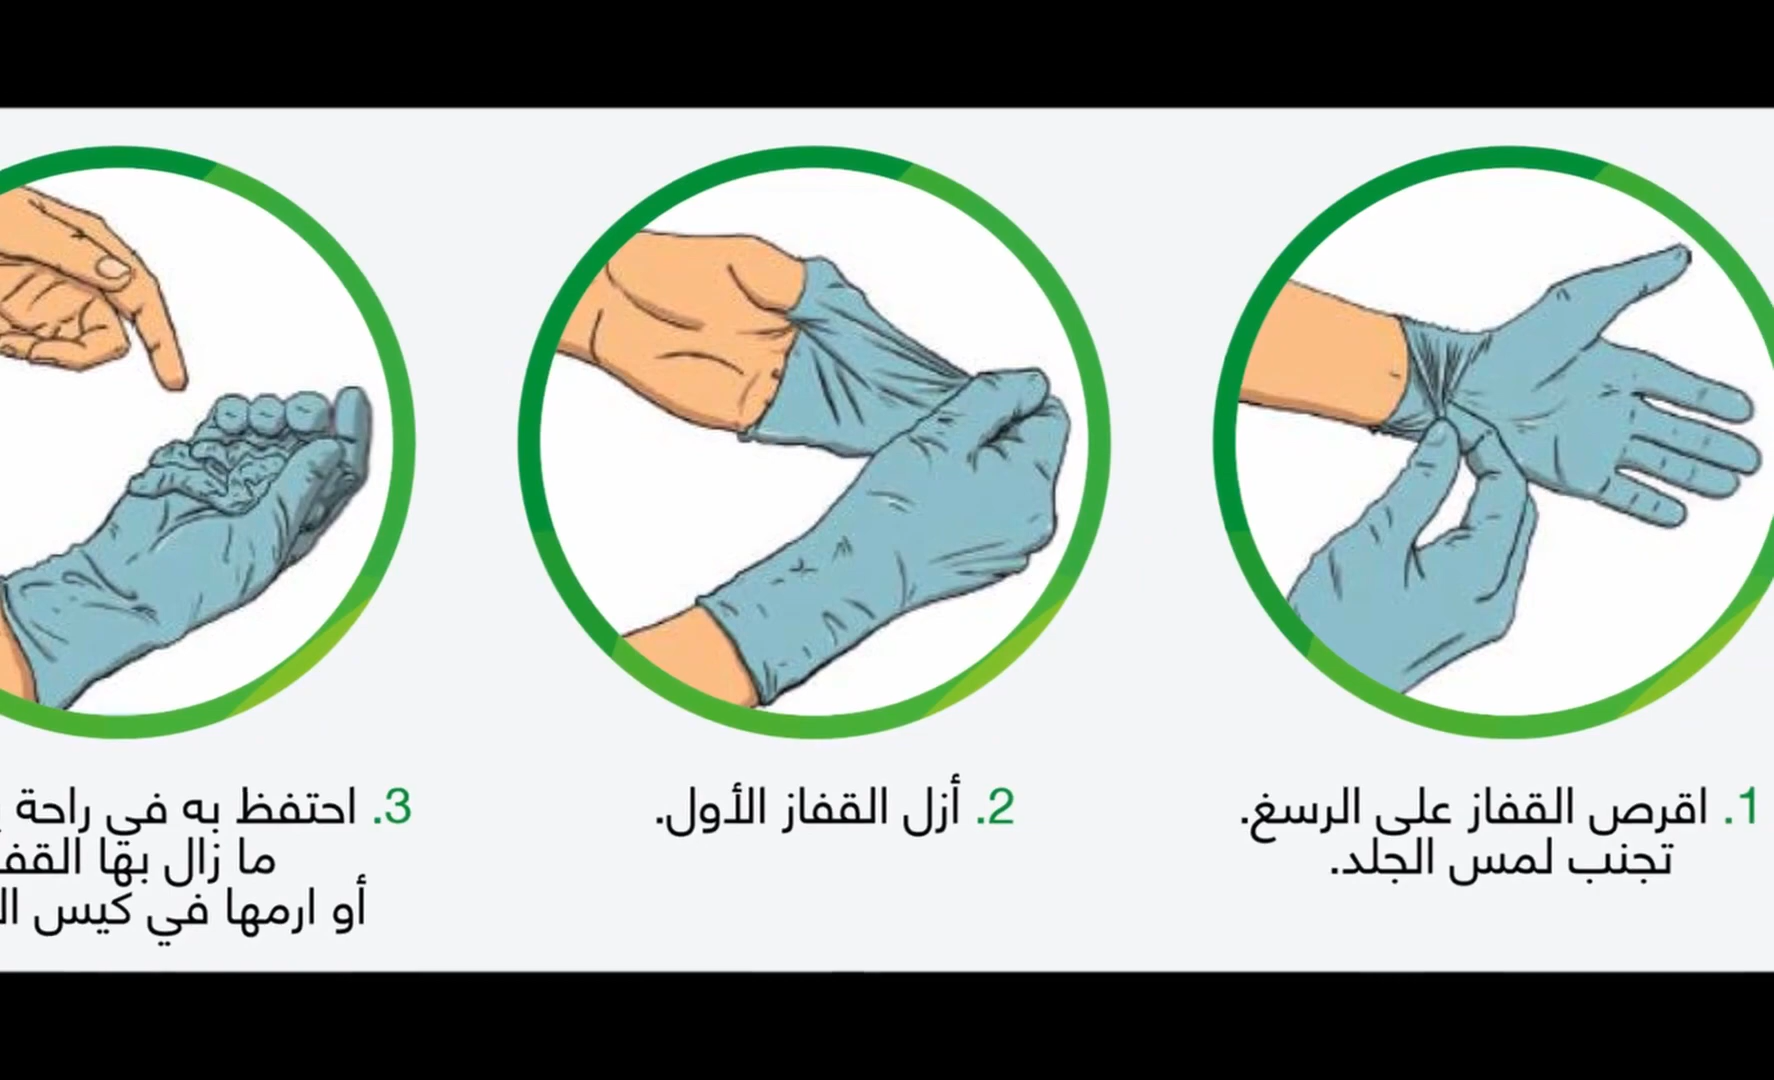 1. اقرص القفاز على الرسغ.
تجنب لمس الجلد.
2. أزل القفاز الأول.
3. احتفظ به في راحة
ما زال بها
أو ارمها في كيس